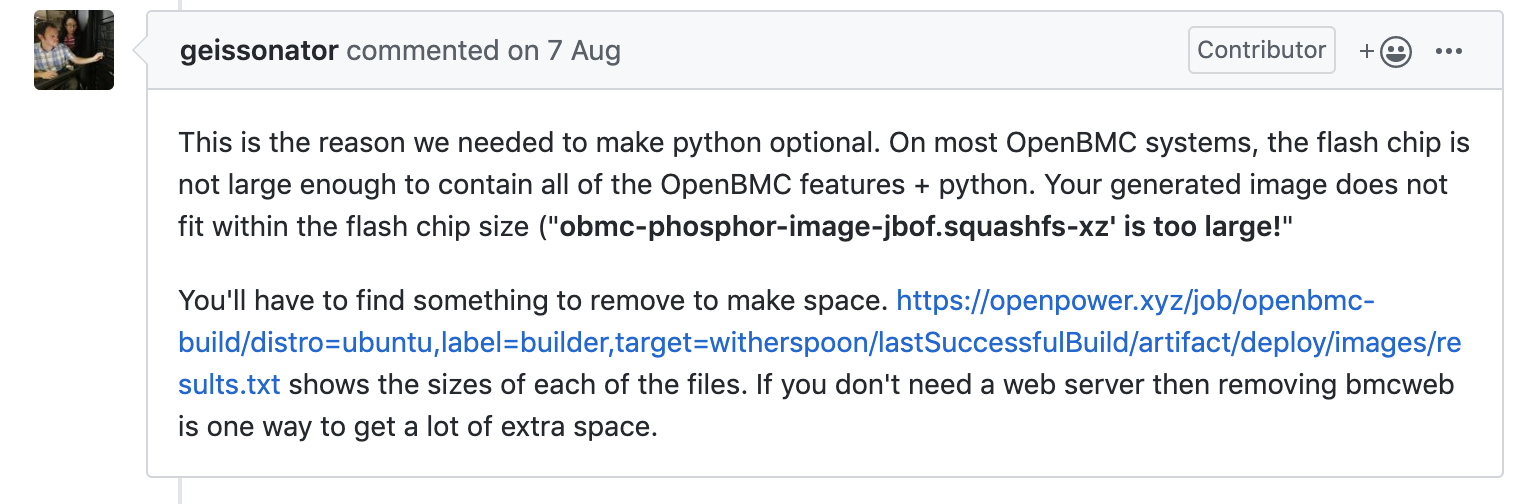 geissonator commented on 7 Aug Contributor
This is the reason we needed to make python optional. On most OpenBMC systems, the flash chip is
not large enough to contain all of the OpenBMC features + python. Your generated image does not
fit within the flash chip size ("obmc-phosphor-image-jbof.squashfs-xz' is too large!"
You'll have to find something to remove to make space. https://openpower.xyz/job/openbmc-
build/distro=ubuntu,label=builder,target=witherspoon/lastSuccessfulBuild/artifact/deploy/images/re
sults.txt shows the sizes of each of the files. If you don't need a web server then removing bmcweb
is one way to get a lot of extra space.